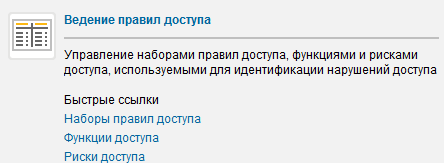 Ведение правил доступа
Управление наборами правил доступа, функциями и рисками
доступа, используемыми для идентификации нарушений доступа
Быстрые ссылки
Наборы правил доступа
Функции доступа
Риски доступа